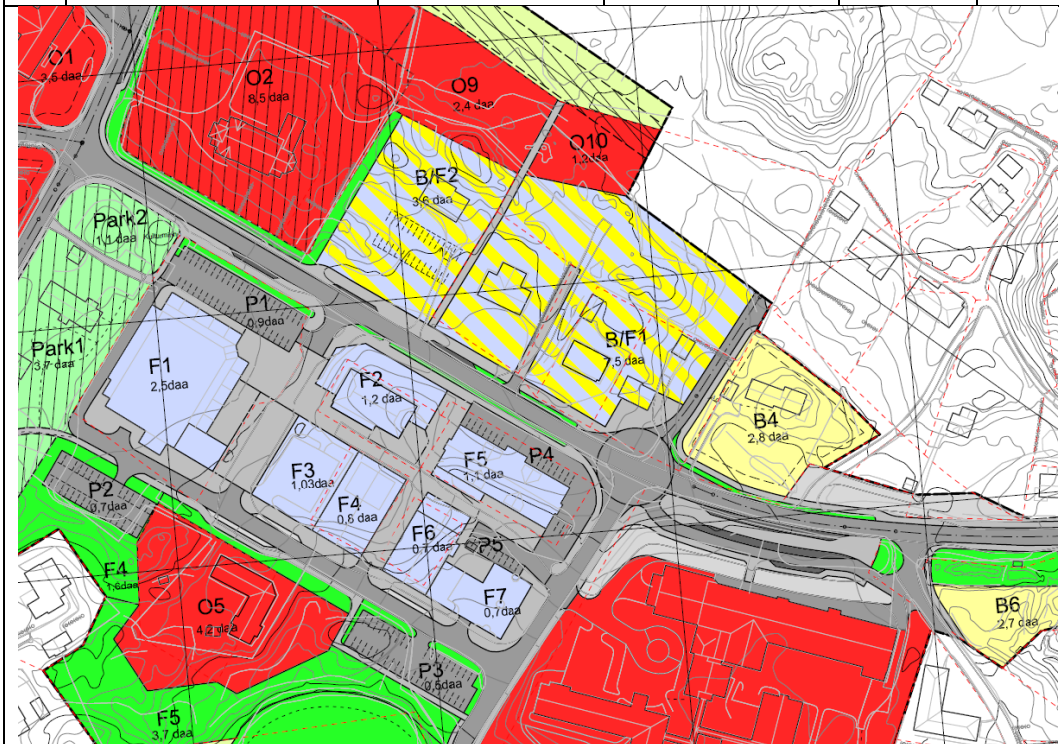 O1
3,5 daa
O2
8,5 daa
O9
2,4 daa
O10
1,2daa
B/F2
3,6 daa
Park2
1,1 daa
P1
0,9daa
B/F1
7,5 daa
Park1
3,7 daa
F1
2,5daa
F2
1,2 daa
B4
2,8 daa
F3
1,03daa
F5
1,1 daa
P4
F4
0,8 daa
P2
0,7daa
F6
0,7 daa
P5
F4
1,6daa
O5
4,2 daa
F7
0,7daa
B6
2,7 daa
P3
0,5daa
F5
3,7 daa